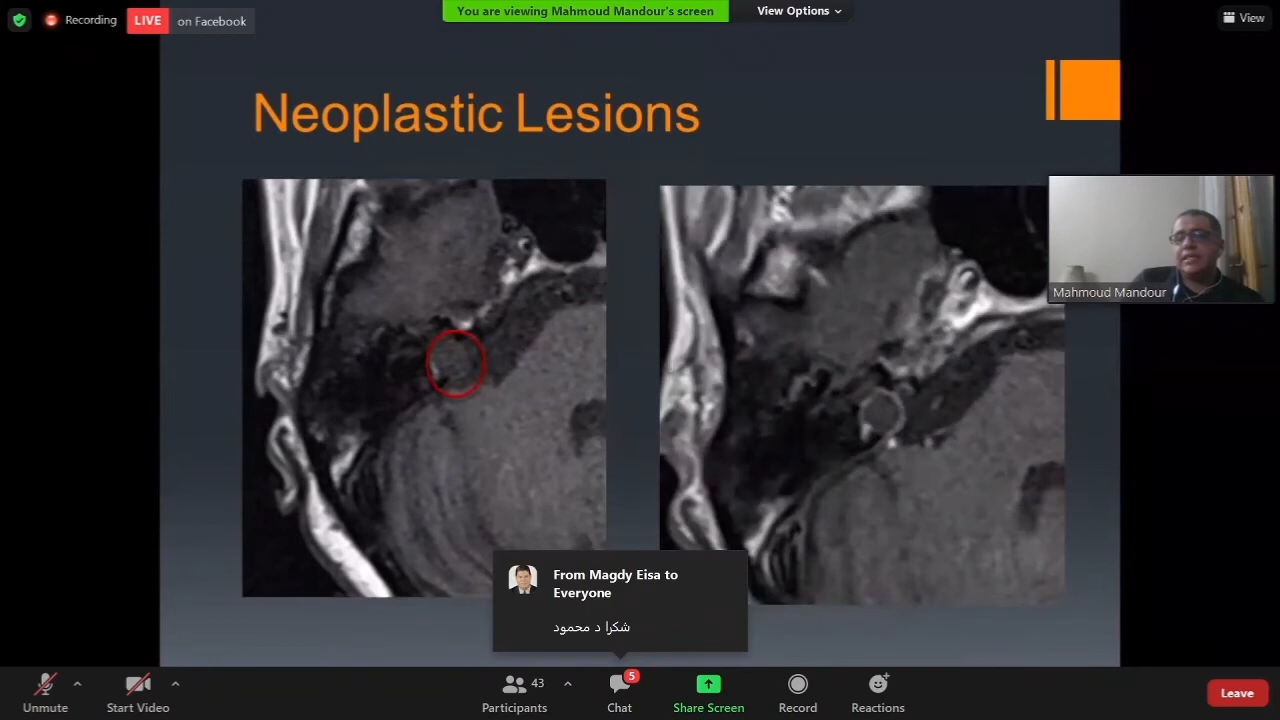 Recording
LIVE on Facebook
You are viewing Mahmoud Mandour's screen
View Options
View
Neoplastic Lesions
Mahmoud Mandour
From Magdy Eisa to
Everyone
شكرا د محمود
Unmute
Start Video
43
Participants
5
Chat
Share Screen
Record
Reactions
Leave